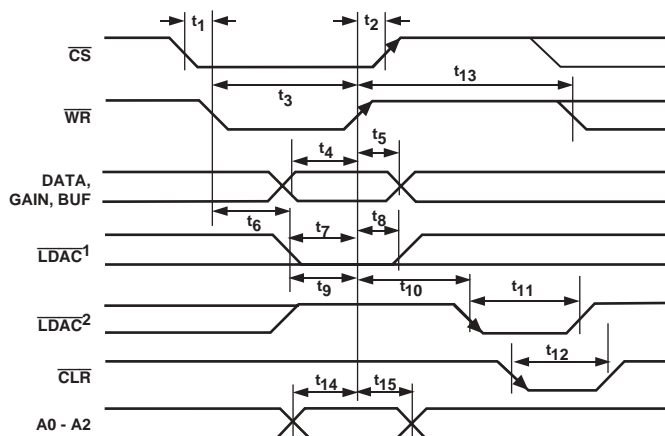 t1 t2
CS
t3 t13
WR
t4 t5
DATA,
GAIN, BUF
t6 t7 t8
LDAC1
t9 t10 t11
LDAC2
t12
CLR
t14 t15
A0 - A2